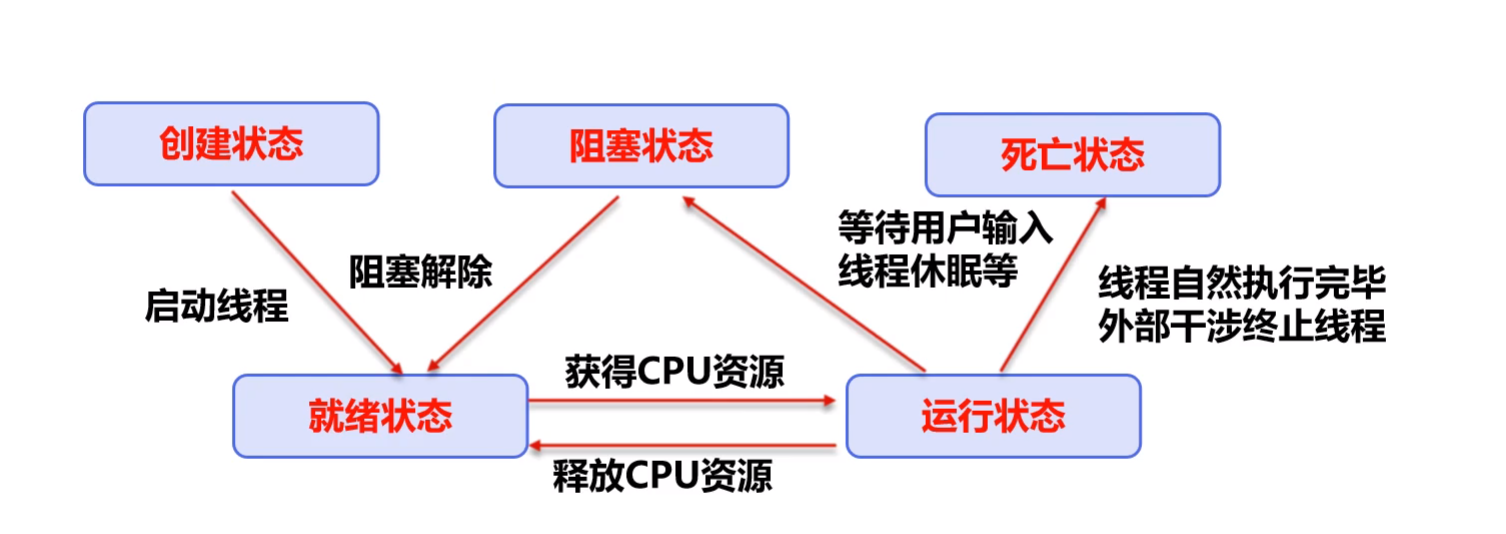 创建状态
阻塞状态
死亡状态
等待用户输入
线程休眠等
阻塞解除
启动线程
线程自然执行完毕
外部干涉终止线程
获得CPU资源
就绪状态
运行状态
释放CPU资源